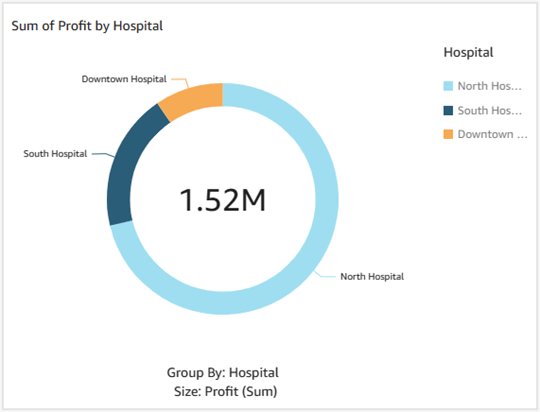 Sum of Profit by Hospital
Hospital
North Hos...
South Hos...
Downtown ...
Downtown Hospital
South Hospital
1.52M
North Hospital
Group By: Hospital
Size: Profit (Sum)